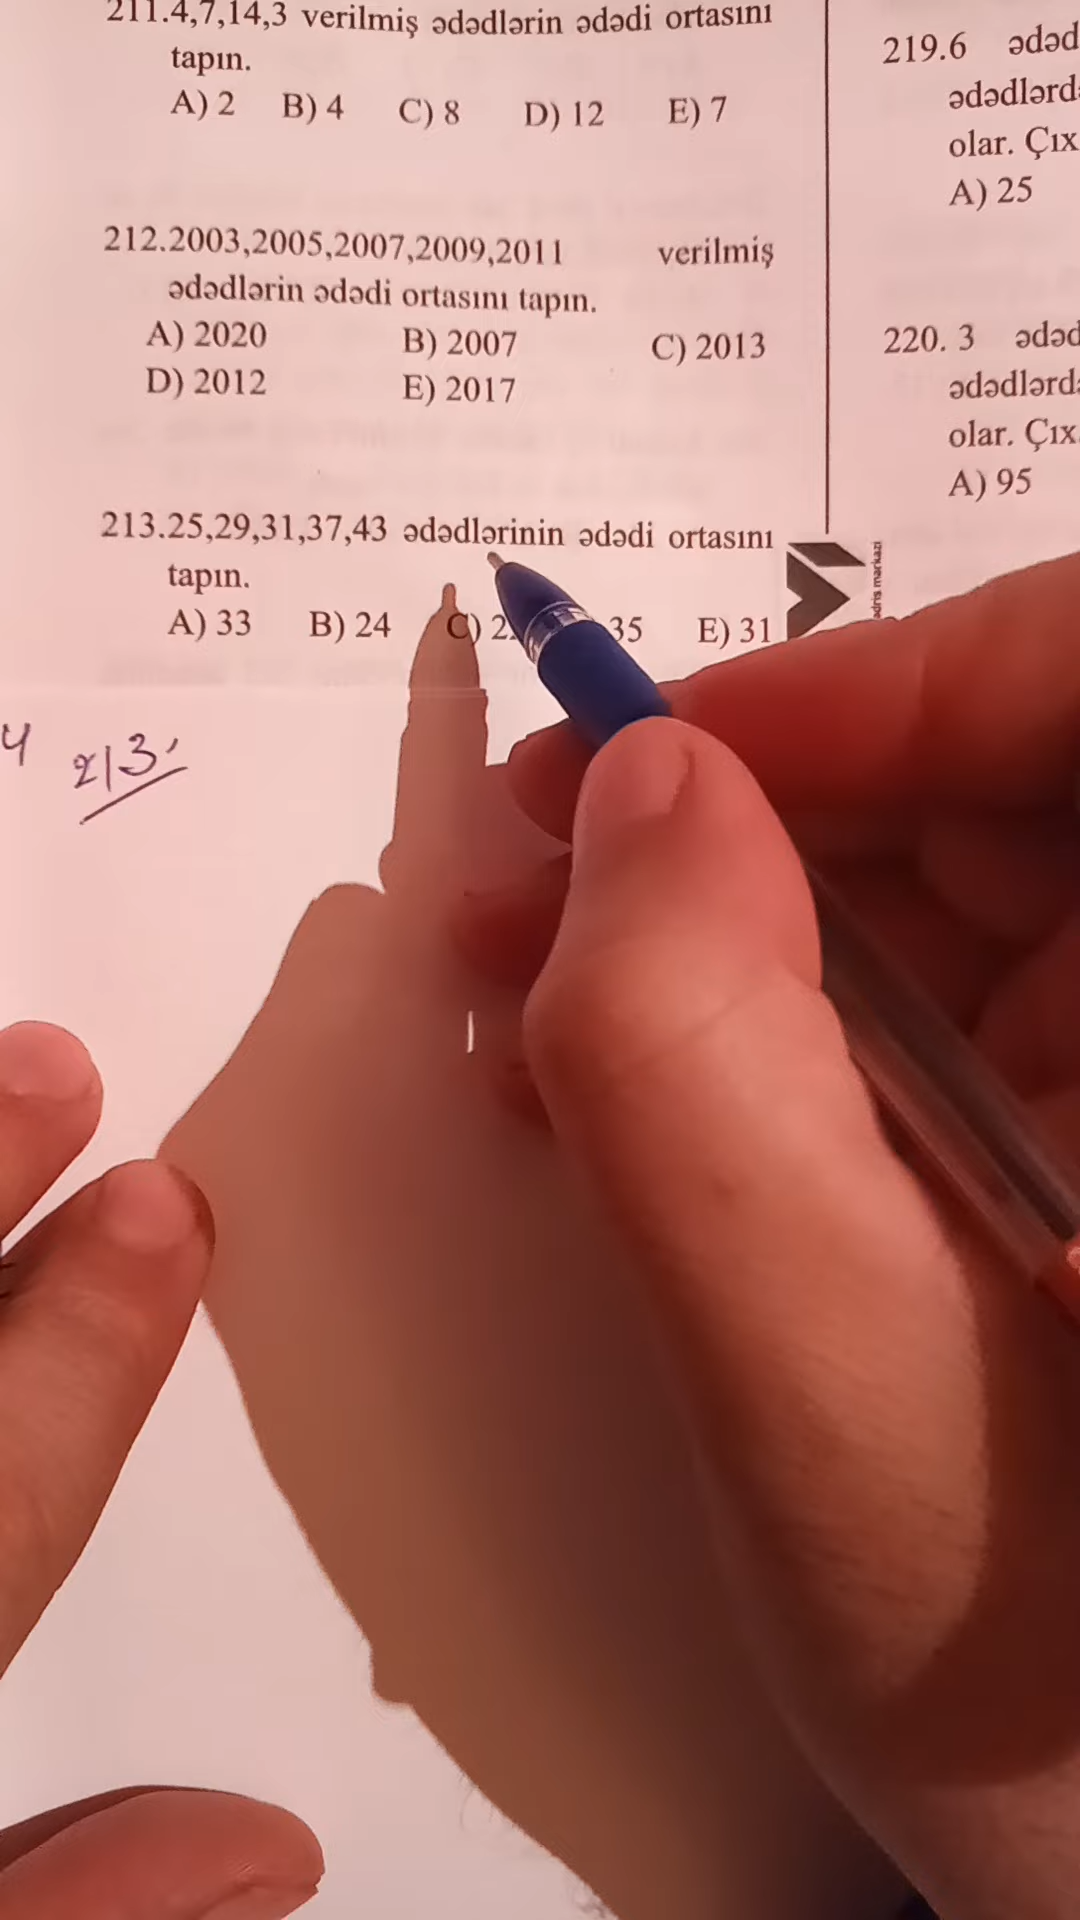 211.4,7,14,3 verilmiş ədədlərin ədədi ortasını
tapın.
A) 2 B) 4 C) 8 D) 12 E) 7
212.2003,2005,2007,2009,2011 verilmiş
ədədlərin ədədi ortasını tapın.
A) 2020 B) 2007 C) 2013
D) 2012 E) 2017
213.25,29,31,37,43 ədədlərinin ədədi ortasını
tapın.
A) 33 B) 24 C) 2 35 E) 31
4 213,
219.6 ədəd
ədədlərd
olar. Çıx
A) 25
220. 3 ədəd
ədədlərd
olar. Çıx
A) 95
adris mərkəzi